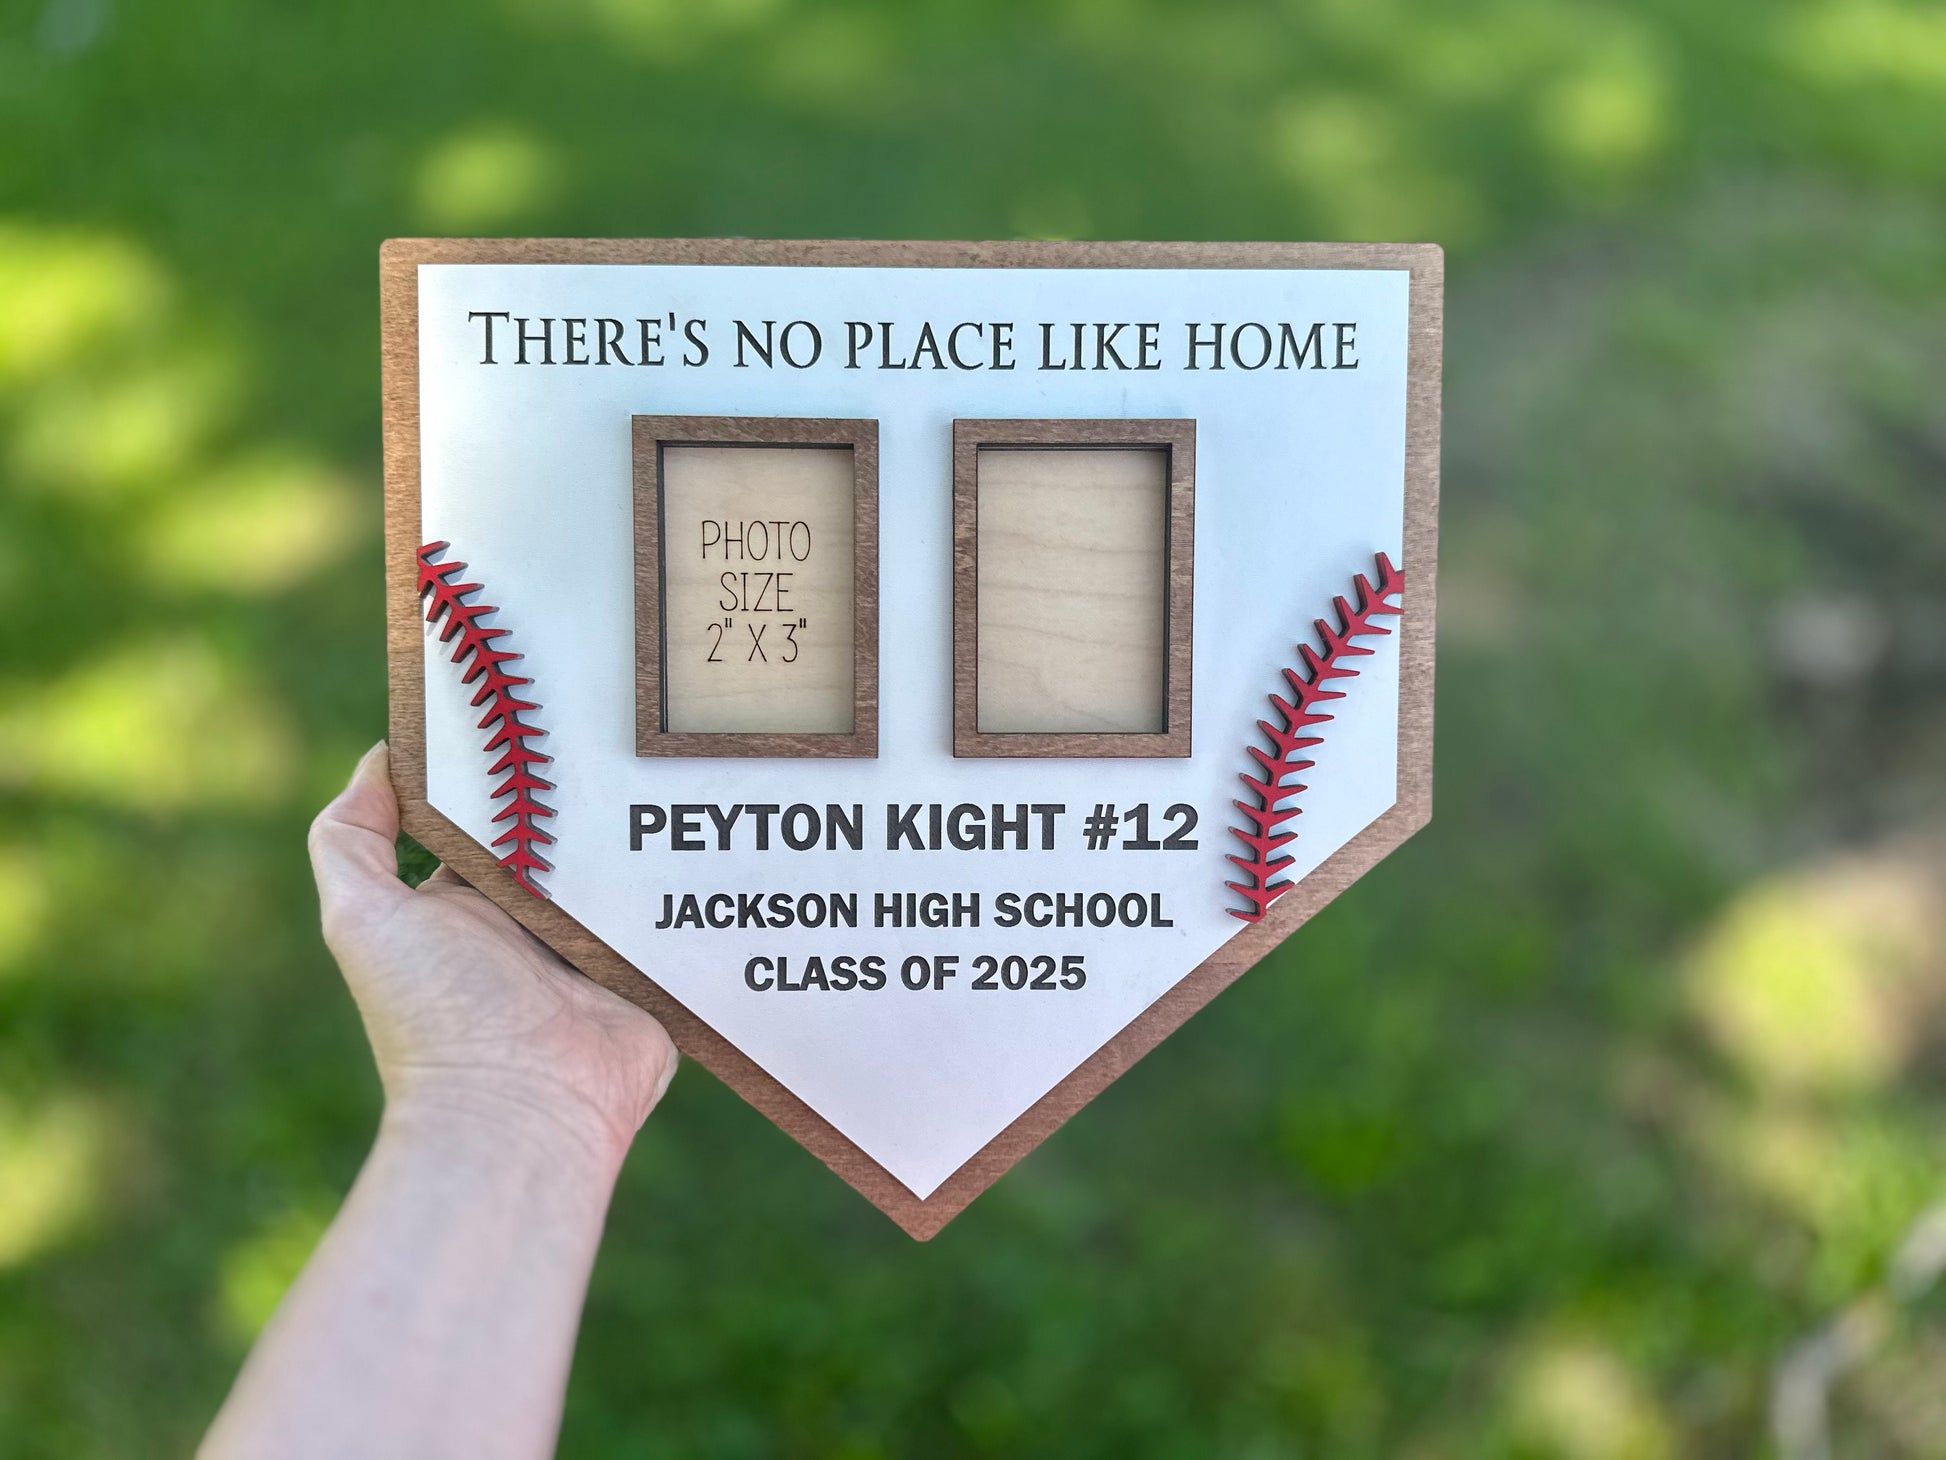 THERE'S NO PLACE LIKE HOME
PHOTO
SIZE
2" X 3"
PEYTON KIGHT #12
JACKSON HIGH SCHOOL
CLASS OF 2025